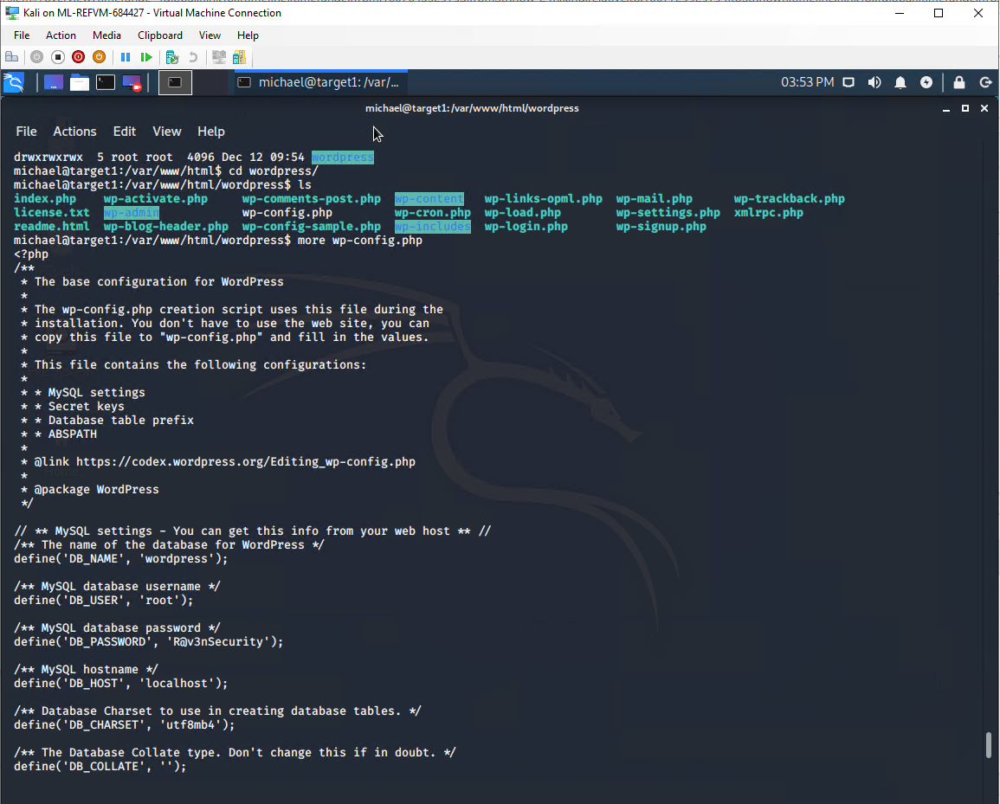 Kali on ML-REFVM-684427 - Virtual Machine Connection
File Action Media Clipboard View Help
michael@target1: /var/... 03:53 PM
michael@target1: /var/www/html/wordpress
File Actions Edit View Help
drwxrwxrwx  5 root root  4096 Dec 12 09:54 wordpress
michael@target1:/var/www/html$ cd wordpress/
michael@target1:/var/www/html/wordpress$ ls
index.php    wp-activate.php     wp-comments-post.php  wp-content   wp-links-opml.php  wp-mail.php      wp-trackback.php
license.txt  wp-admin            wp-config.php         wp-cron.php  wp-load.php        wp-settings.php  xmlrpc.php
readme.html  wp-blog-header.php  wp-config-sample.php  wp-includes  wp-login.php       wp-signup.php
michael@target1:/var/www/html/wordpress$ more wp-config.php
<?php
/**
 * The base configuration for WordPress
 *
 * The wp-config.php creation script uses this file during the
 * installation. You don't have to use the web site, you can
 * copy this file to "wp-config.php" and fill in the values.
 *
 * This file contains the following configurations:
 *
 * * MySQL settings
 * * Secret keys
 * * Database table prefix
 * * ABSPATH
 *
 * @link https://codex.wordpress.org/Editing_wp-config.php
 *
 * @package WordPress
 */
// ** MySQL settings - You can get this info from your web host ** //
/** The name of the database for WordPress */
define('DB_NAME', 'wordpress');
/** MySQL database username */
define('DB_USER', 'root');
/** MySQL database password */
define('DB_PASSWORD', 'R@v3nSecurity');
/** MySQL hostname */
define('DB_HOST', 'localhost');
/** Database Charset to use in creating database tables. */
define('DB_CHARSET', 'utf8mb4');
/** The Database Collate type. Don't change this if in doubt. */
define('DB_COLLATE', '');